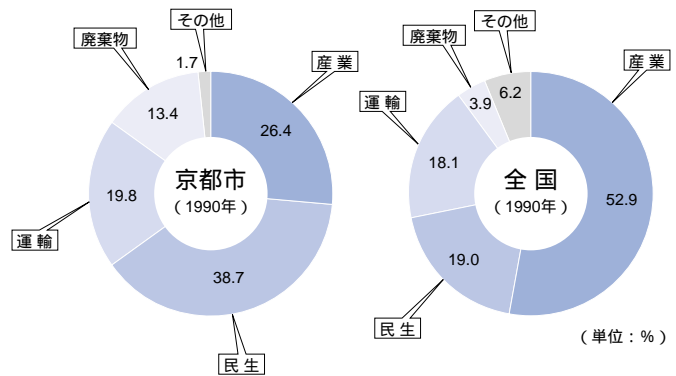 その他
廃棄物
産業
1.7
13.4
26.4
京都市
（1990年）
19.8
運輸
38.7
民生
その他
廃棄物
産業
運輸
6.2
3.9
18.1
全国
（1990年）
52.9
19.0
民生
（単位：％）